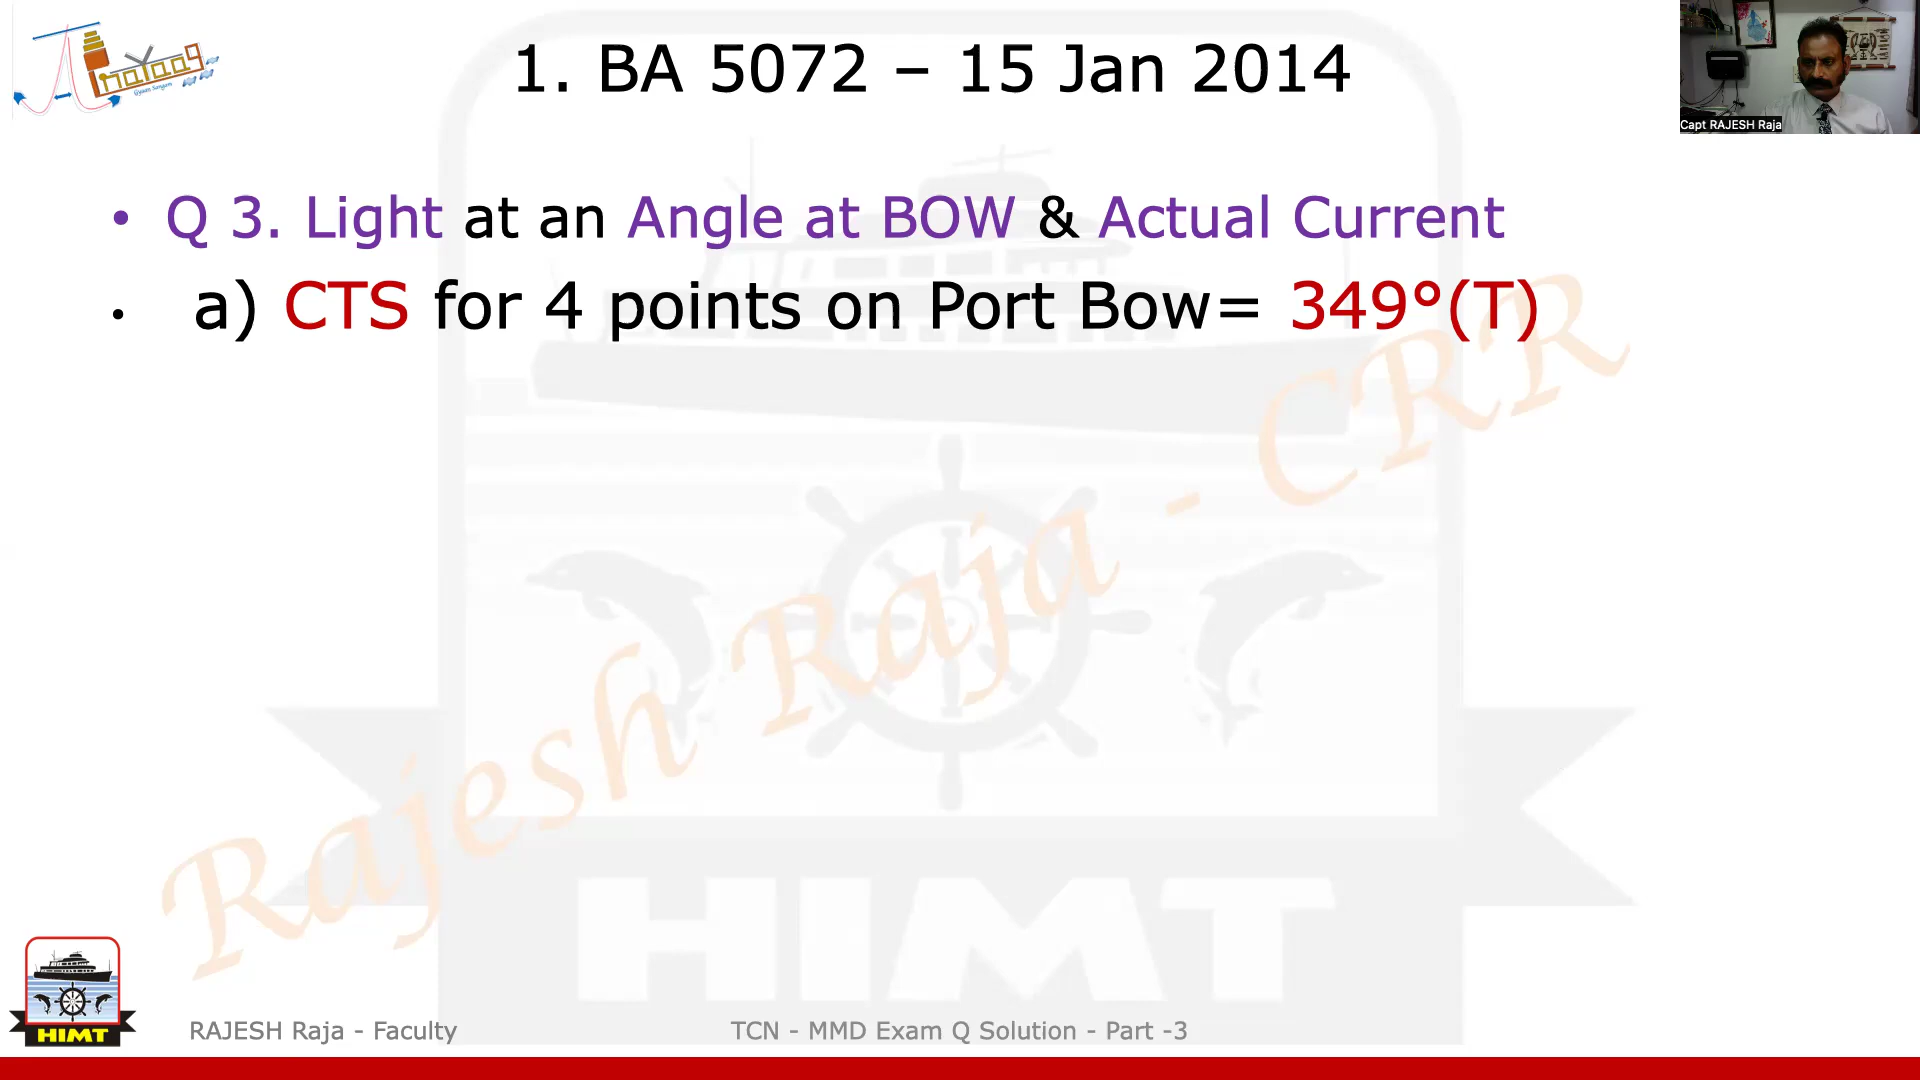 1. BA 5072 – 15 Jan 2014
Capt RAJESH Raja
• Q 3. Light at an Angle at BOW & Actual Current
• a) CTS for 4 points on Port Bow= 349°(T)
Rajesh Raja - CRR
HIMT
HIMT
RAJESH Raja - Faculty
TCN - MMD Exam Q Solution - Part -3